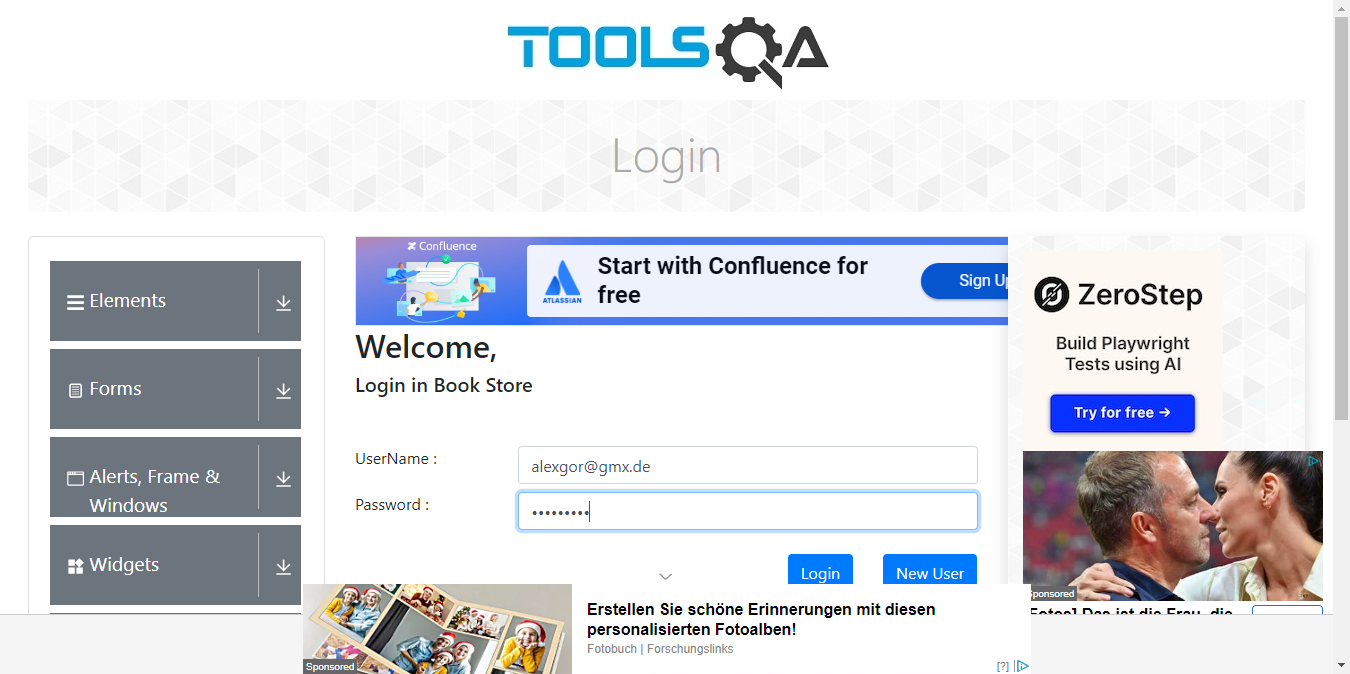 TOOLSQA
Login
Elements
Forms
Alerts, Frame &
Windows
Widgets
Confluence
ATLASSIAN
Start with Confluence for
free
Sign Up
Welcome,
Login in Book Store
UserName :
alexgor@gmx.de
Password :
•••••••••
Login
New User
ZeroStep
Build Playwright
Tests using AI
Try for free →
Sponsored
Fotos] Das ist die Frau, die
Sponsored
Erstellen Sie schöne Erinnerungen mit diesen
personalisierten Fotoalben!
Fotobuch | Forschungslinks
[?]